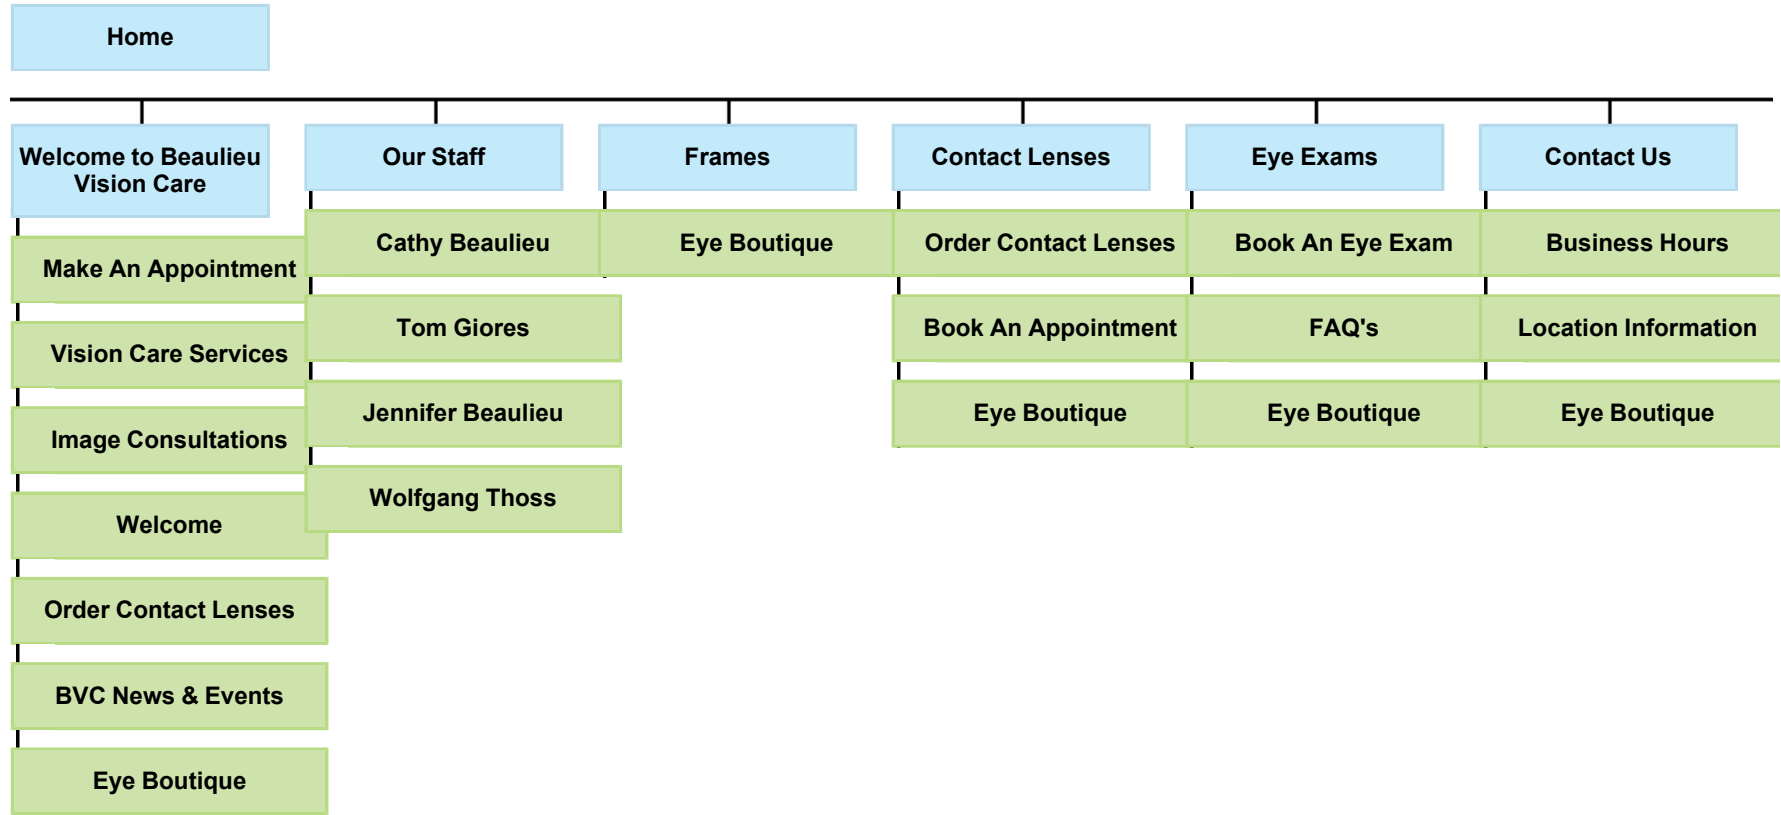 Home
Welcome to Beaulieu
Vision Care
Our Staff
Frames
Contact Lenses
Eye Exams
Contact Us
Make An Appointment
Vision Care Services
Image Consultations
Welcome
Order Contact Lenses
BVC News & Events
Eye Boutique
Cathy Beaulieu
Tom Giores
Jennifer Beaulieu
Wolfgang Thoss
Eye Boutique
Order Contact Lenses
Book An Appointment
Eye Boutique
Book An Eye Exam
FAQ's
Eye Boutique
Business Hours
Location Information
Eye Boutique